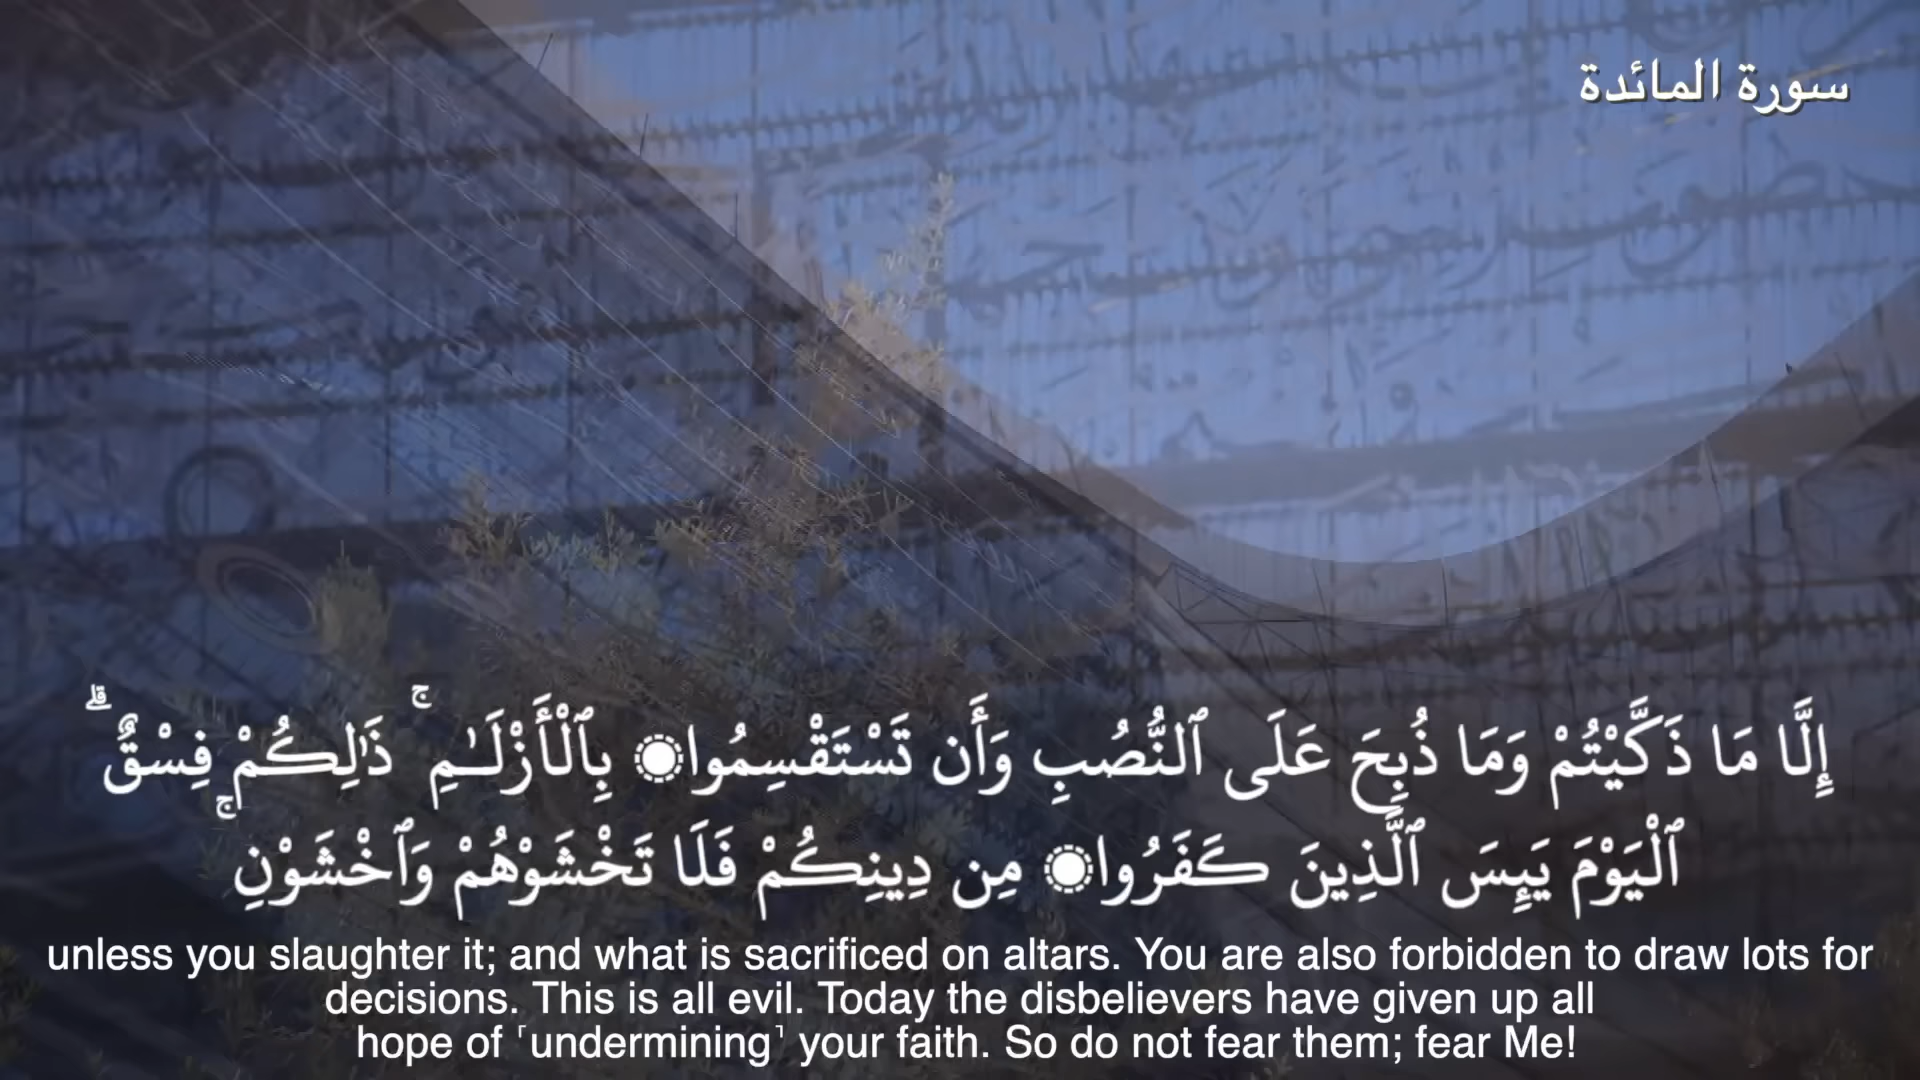 سورة المائدة
إِلَّا مَا ذَكَّيْتُمْ وَمَا ذُبِحَ عَلَى ٱلنُّصُبِ وَأَن تَسْتَقْسِمُوا۟ بِٱلْأَزْلَـٰمِ ۚ ذَٰلِكُمْ فِسْقٌ ۗ
ٱلْيَوْمَ يَئِسَ ٱلَّذِينَ كَفَرُوا۟ مِن دِينِكُمْ فَلَا تَخْشَوْهُمْ وَٱخْشَوْنِ ۚ
unless you slaughter it; and what is sacrificed on altars. You are also forbidden to draw lots for
decisions. This is all evil. Today the disbelievers have given up all
hope of ˹undermining˺ your faith. So do not fear them; fear Me!